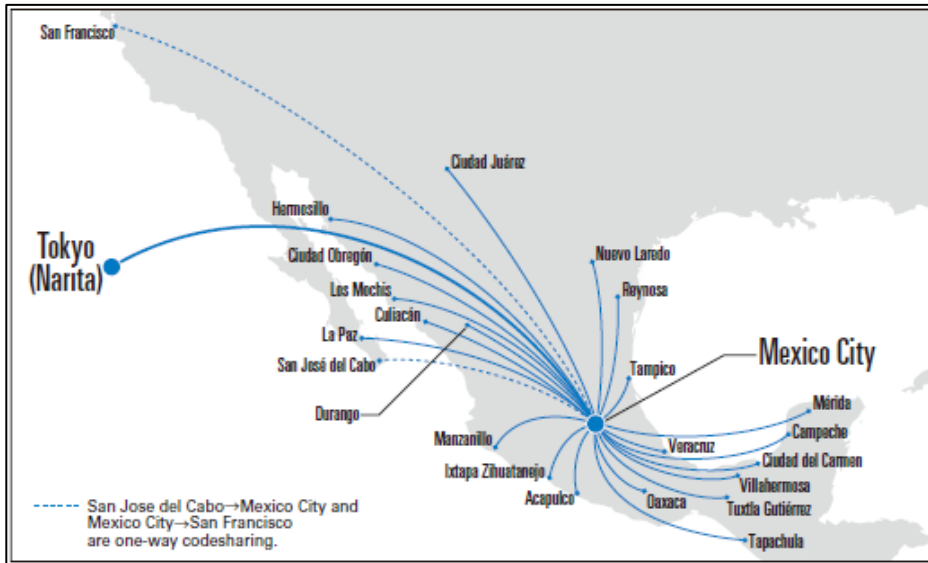 San Francisco
Ciudad Juárez
Hermosillo
Tokyo
(Narita)
Ciudad Obregón
Nuevo Laredo
Los Mochis
Reynosa
Culiacán
La Paz
Mexico City
San José del Cabo
Tampico
Durango
Mérida
Manzanillo
Veracruz
Campeche
Ciudad del Carmen
Ixtapa Zihuatanejo
Villahermosa
Acapulco
Oaxaca
Tuxtla Gutiérrez
Tapachula
San Jose del Cabo→Mexico City and
Mexico City→San Francisco
are one-way codesharing.